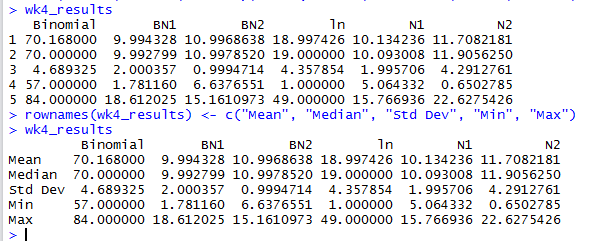 > wk4_results
Binomial BN1 BN2 ln N1 N2
1 70.168000 9.994328 10.9968638 18.997426 10.134236 11.7082181
2 70.000000 9.992799 10.9978520 19.000000 10.093008 11.9056250
3 4.689325 2.000357 0.9994714 4.357854 1.995706 4.2912761
4 57.000000 1.781160 6.6376551 1.000000 5.064332 0.6502785
5 84.000000 18.612025 15.1610973 49.000000 15.766936 22.6275426
> rownames(wk4_results) <- c("Mean", "Median", "Std Dev", "Min", "Max")
> wk4_results
Binomial BN1 BN2 ln N1 N2
Mean 70.168000 9.994328 10.9968638 18.997426 10.134236 11.7082181
Median 70.000000 9.992799 10.9978520 19.000000 10.093008 11.9056250
Std Dev 4.689325 2.000357 0.9994714 4.357854 1.995706 4.2912761
Min 57.000000 1.781160 6.6376551 1.000000 5.064332 0.6502785
Max 84.000000 18.612025 15.1610973 49.000000 15.766936 22.6275426
>